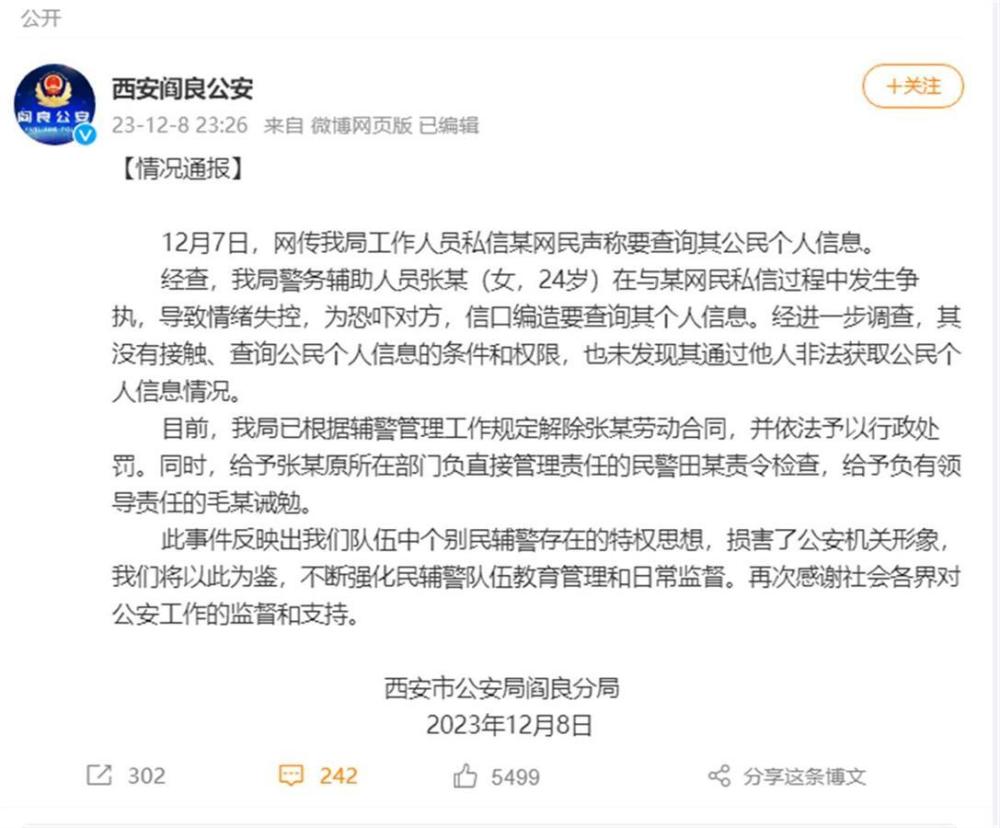 公开
西安阎良公安
+关注
阎良公安
23-12-8 23:26 来自 微博网页版 已编辑
【情况通报】
12月7日，网传我局工作人员私信某网民声称要查询其公民个人信息。
经查，我局警务辅助人员张某（女，24岁）在与某网民私信过程中发生争
执，导致情绪失控，为恐吓对方，信口编造要查询其个人信息。经进一步调查，其
没有接触、查询公民个人信息的条件和权限，也未发现其通过他人非法获取公民个
人信息情况。
目前，我局已根据辅警管理工作规定解除张某劳动合同，并依法予以行政处
罚。同时，给予张某原所在部门负直接管理责任的民警田某责令检查，给予负有领
导责任的毛某诫勉。
此事件反映出我们队伍中个别民辅警存在的特权思想，损害了公安机关形象，
我们将以此为鉴，不断强化民辅警队伍教育管理和日常监督。再次感谢社会各界对
公安工作的监督和支持。
西安市公安局阎良分局
2023年12月8日
302 242 5499 分享这条博文